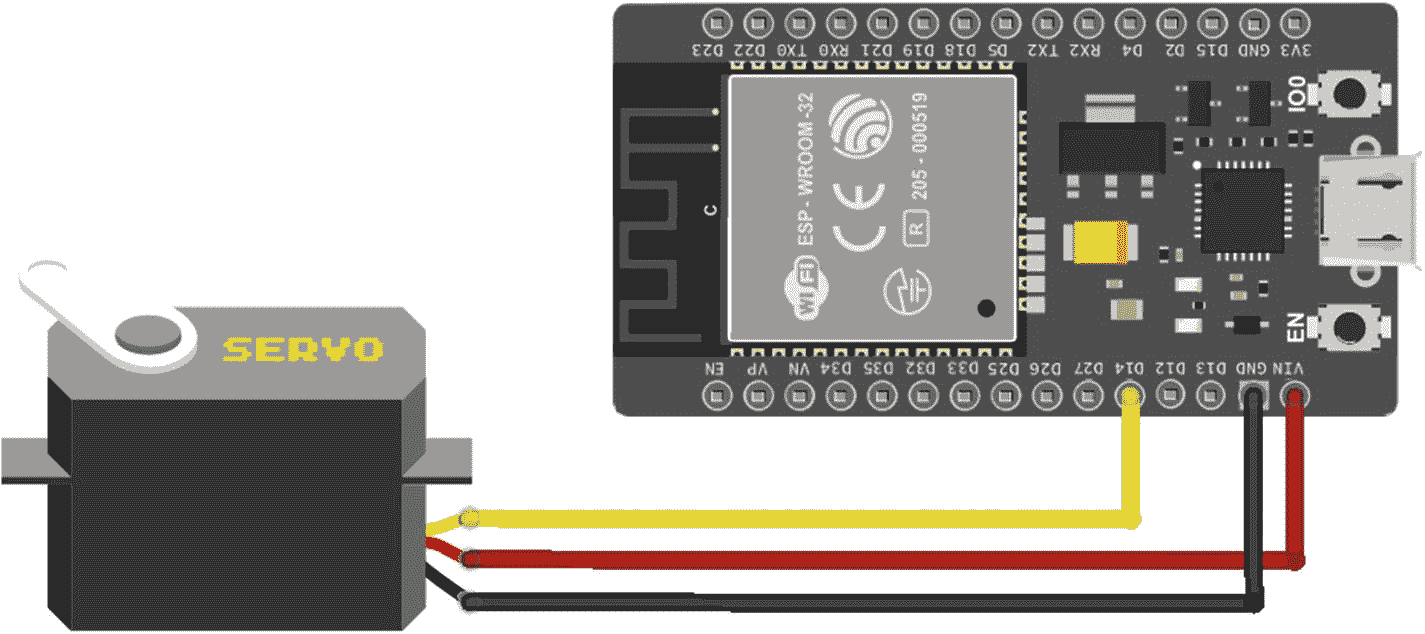 D23 D22 TX0 RX0 D21 D19 D18 D5 TX2 RX2 D4 D2 D15 GND 3V3
IO0
ESP - WROOM -32
205 - 000519
CE
R
C
WiFi
SERVO
EN
EN VP VN D34 D35 D32 D33 D25 D26 D27 D14 D12 D13 GND VIN